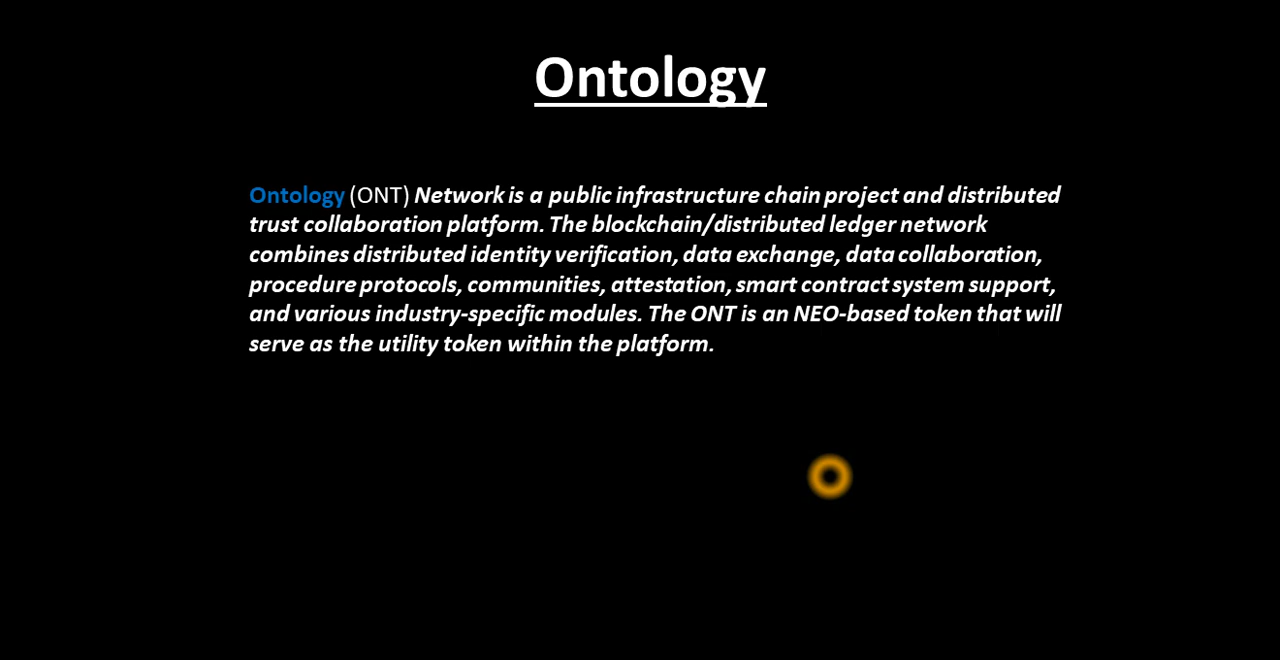 Ontology
Ontology (ONT) Network is a public infrastructure chain project and distributed
trust collaboration platform. The blockchain/distributed ledger network
combines distributed identity verification, data exchange, data collaboration,
procedure protocols, communities, attestation, smart contract system support,
and various industry-specific modules. The ONT is an NEO-based token that will
serve as the utility token within the platform.